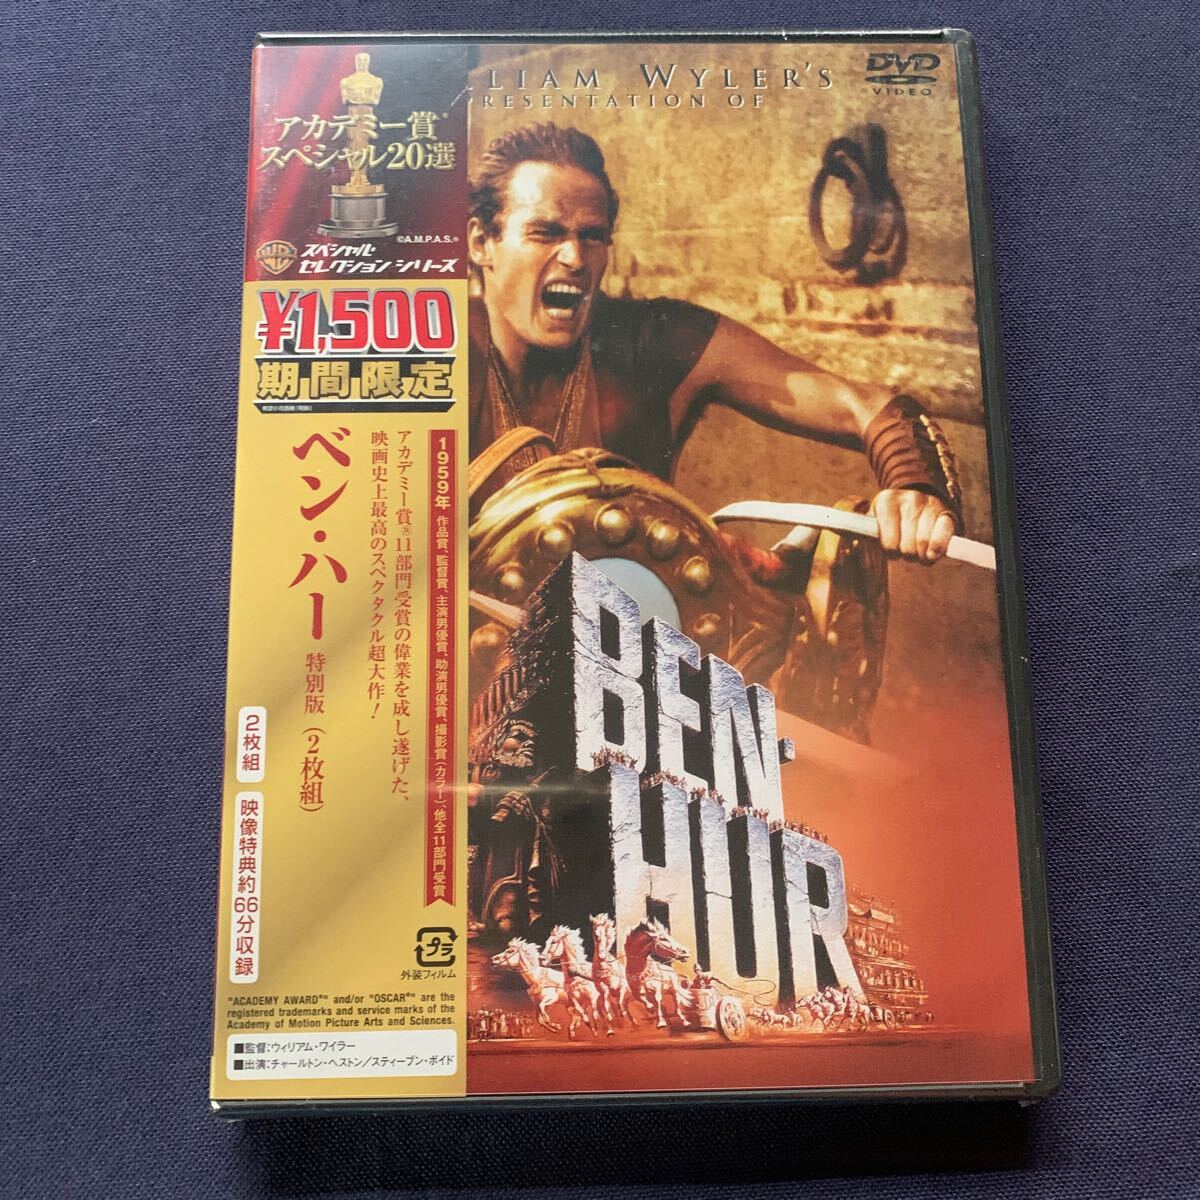 LIAM WYLER'S
RESENTATION OF
DVD
VIDEO
アカデミー賞®
スペシャル20選
©A.M.P.A.S.®
スペシャル・
セレクション シリーズ
¥1,500
期間限定
1959年 作品賞、監督賞、主演男優賞、助演男優賞、撮影賞(カラー)、他全11部門受賞
アカデミー賞®11部門受賞の偉業を成し遂げた、
映画史上最高のスペクタクル超大作!
ベン・ハー 特別版(2枚組)
2枚組
映像特典約66分収録
プラ
外装フィルム
"ACADEMY AWARD®" and/or "OSCAR®" are the
registered trademarks and service marks of the
Academy of Motion Picture Arts and Sciences.
■監督:ウィリアム・ワイラー
■出演:チャールトン・ヘストン/スティーブン・ボイド
BEN-
HUR